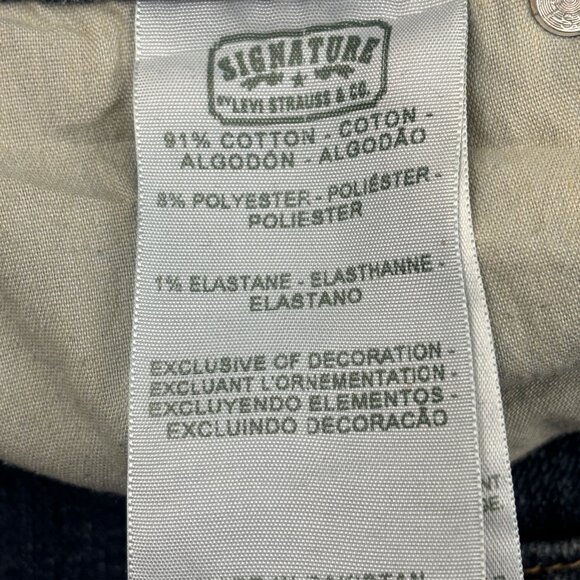 SIGNATURE
BY LEVI STRAUSS & CO.
91% COTTON - COTON -
ALGODÓN - ALGODÃO
8% POLYESTER - POLIÉSTER -
POLIESTER
1% ELASTANE - ELASTHANNE -
ELASTANO
EXCLUSIVE OF DECORATION -
EXCLUANT L'ORNEMENTATION -
EXCLUYENDO ELEMENTOS -
EXCLUINDO DECORACÃO